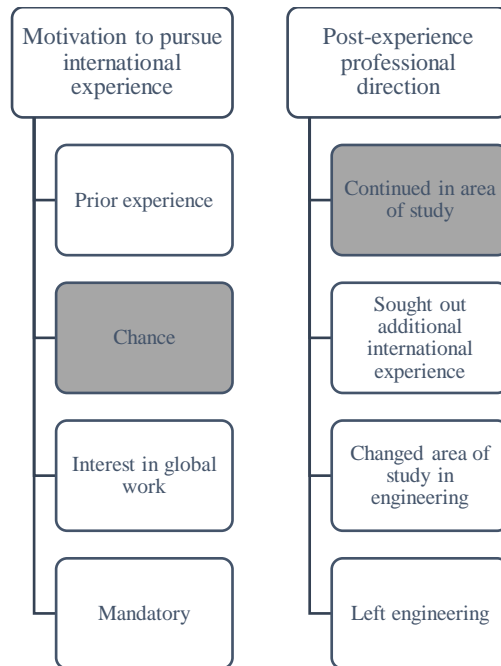 Motivation to pursue
international
experience
Prior experience
Chance
Interest in global
work
Mandatory
Post-experience
professional
direction
Continued in area
of study
Sought out
additional
international
experience
Changed area of
study in
engineering
Left engineering